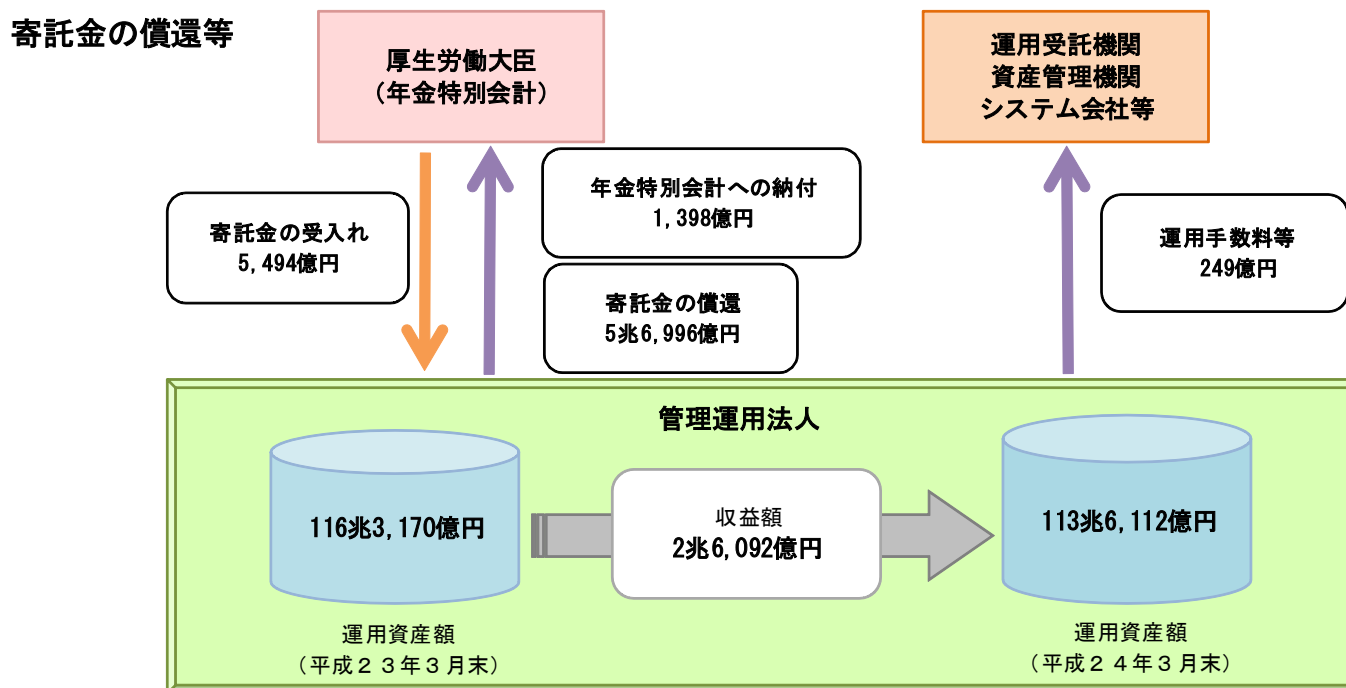 寄託金の償還等
厚生労働大臣
（年金特別会計）
運用受託機関
資産管理機関
システム会社等
寄託金の受入れ
5,494億円
年金特別会計への納付
1,398億円
寄託金の償還
5兆6,996億円
運用手数料等
249億円
管理運用法人
116兆3,170億円
収益額
2兆6,092億円
113兆6,112億円
運用資産額
（平成２３年３月末）
運用資産額
（平成２４年３月末）